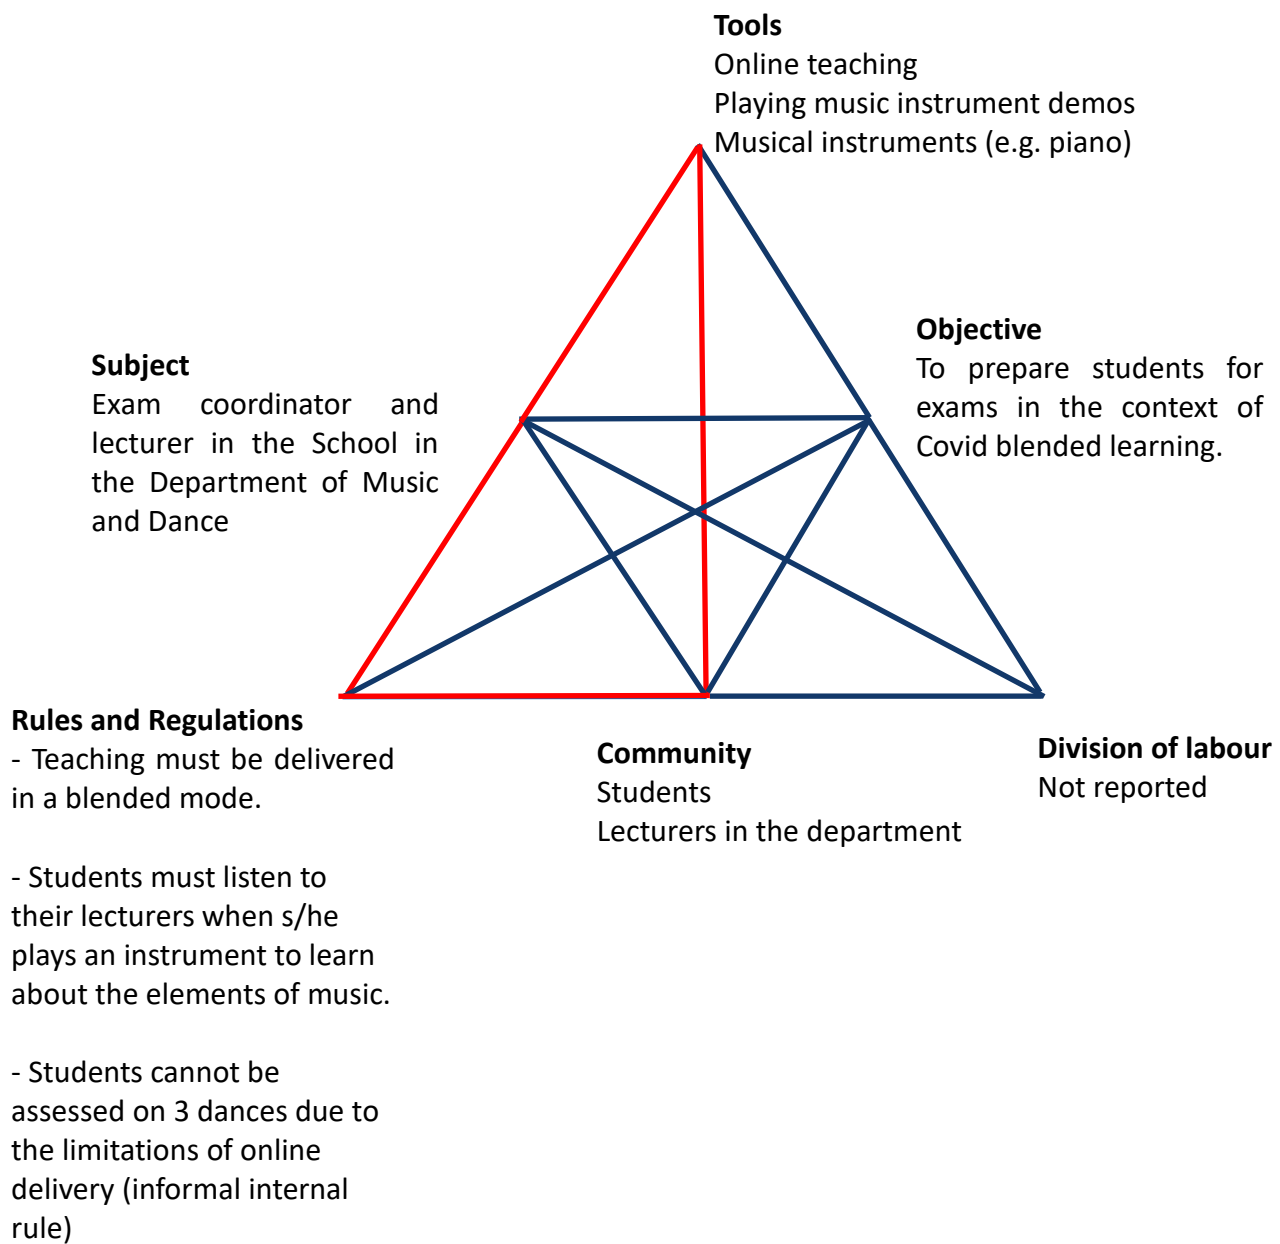 Tools
Online teaching
Playing music instrument demos
Musical instruments (e.g. piano)
Objective
To prepare students for
exams in the context of
Covid blended learning.
Subject
Exam coordinator and
lecturer in the School in
the Department of Music
and Dance
Rules and Regulations
- Teaching must be delivered
in a blended mode.
- Students must listen to
their lecturers when s/he
plays an instrument to learn
about the elements of music.
- Students cannot be
assessed on 3 dances due to
the limitations of online
delivery (informal internal
rule)
Community
Students
Lecturers in the department
Division of labour
Not reported